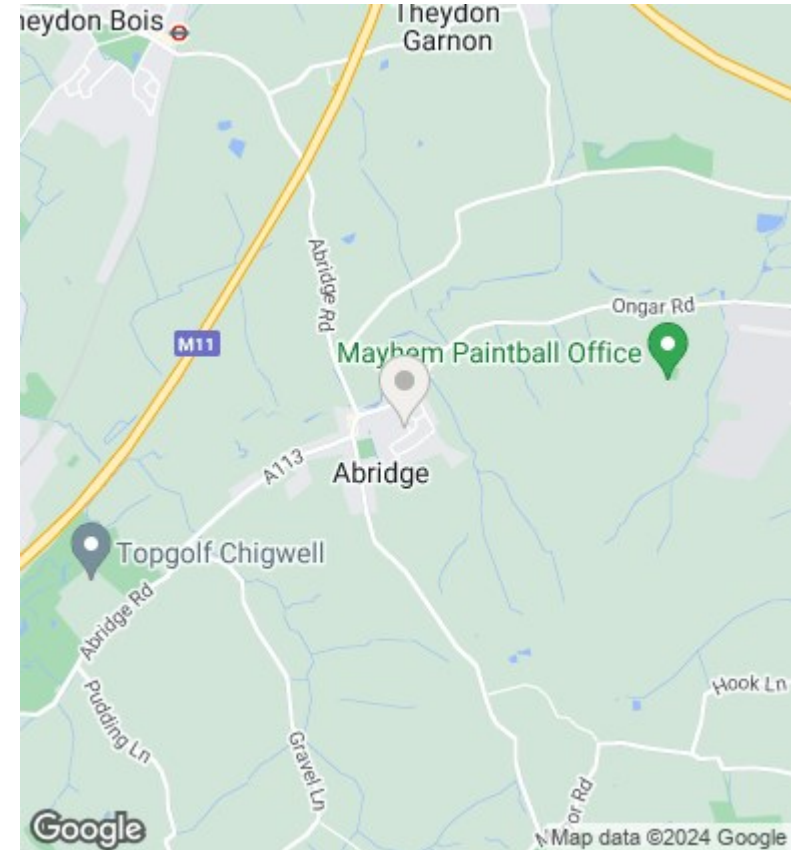 heydon Bois
Theydon
Garnon
Abridge Rd
Ongar Rd
M11
Mayhem Paintball Office
A113
Abridge
Topgolf Chigwell
Abridge Rd
Hook Ln
Pudding Ln
Gravel Ln
Rd
Google
Map data ©2024 Google